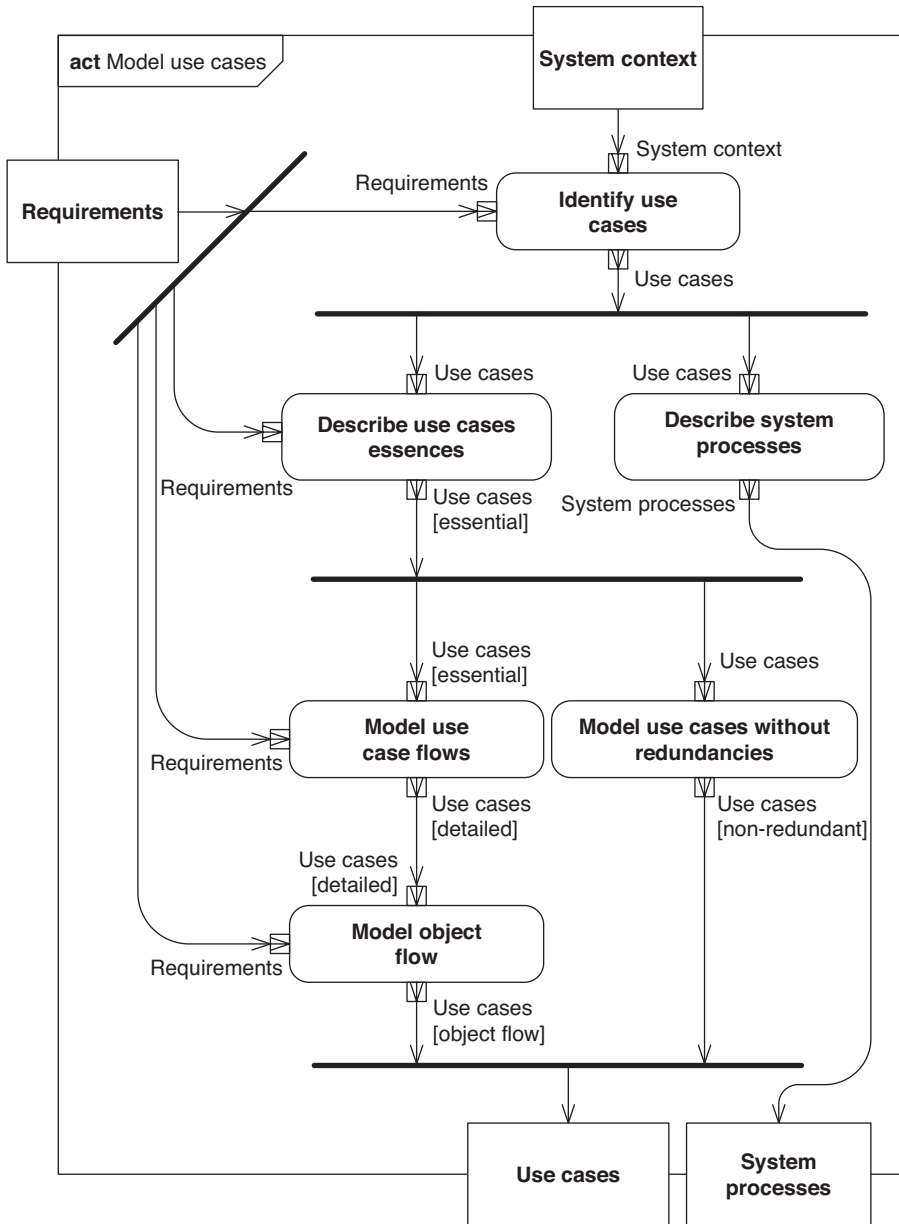 act Model use cases
System context
System context
Requirements
Requirements
Identify use
cases
Use cases
Use cases
Use cases
Describe use cases
essences
Describe system
processes
Requirements
Use cases
[essential]
System processes
Use cases
[essential]
Use cases
Model use
case flows
Model use cases without
redundancies
Requirements
Use cases
[detailed]
Use cases
[non-redundant]
Use cases
[detailed]
Model object
flow
Requirements
Use cases
[object flow]
Use cases
System
processes